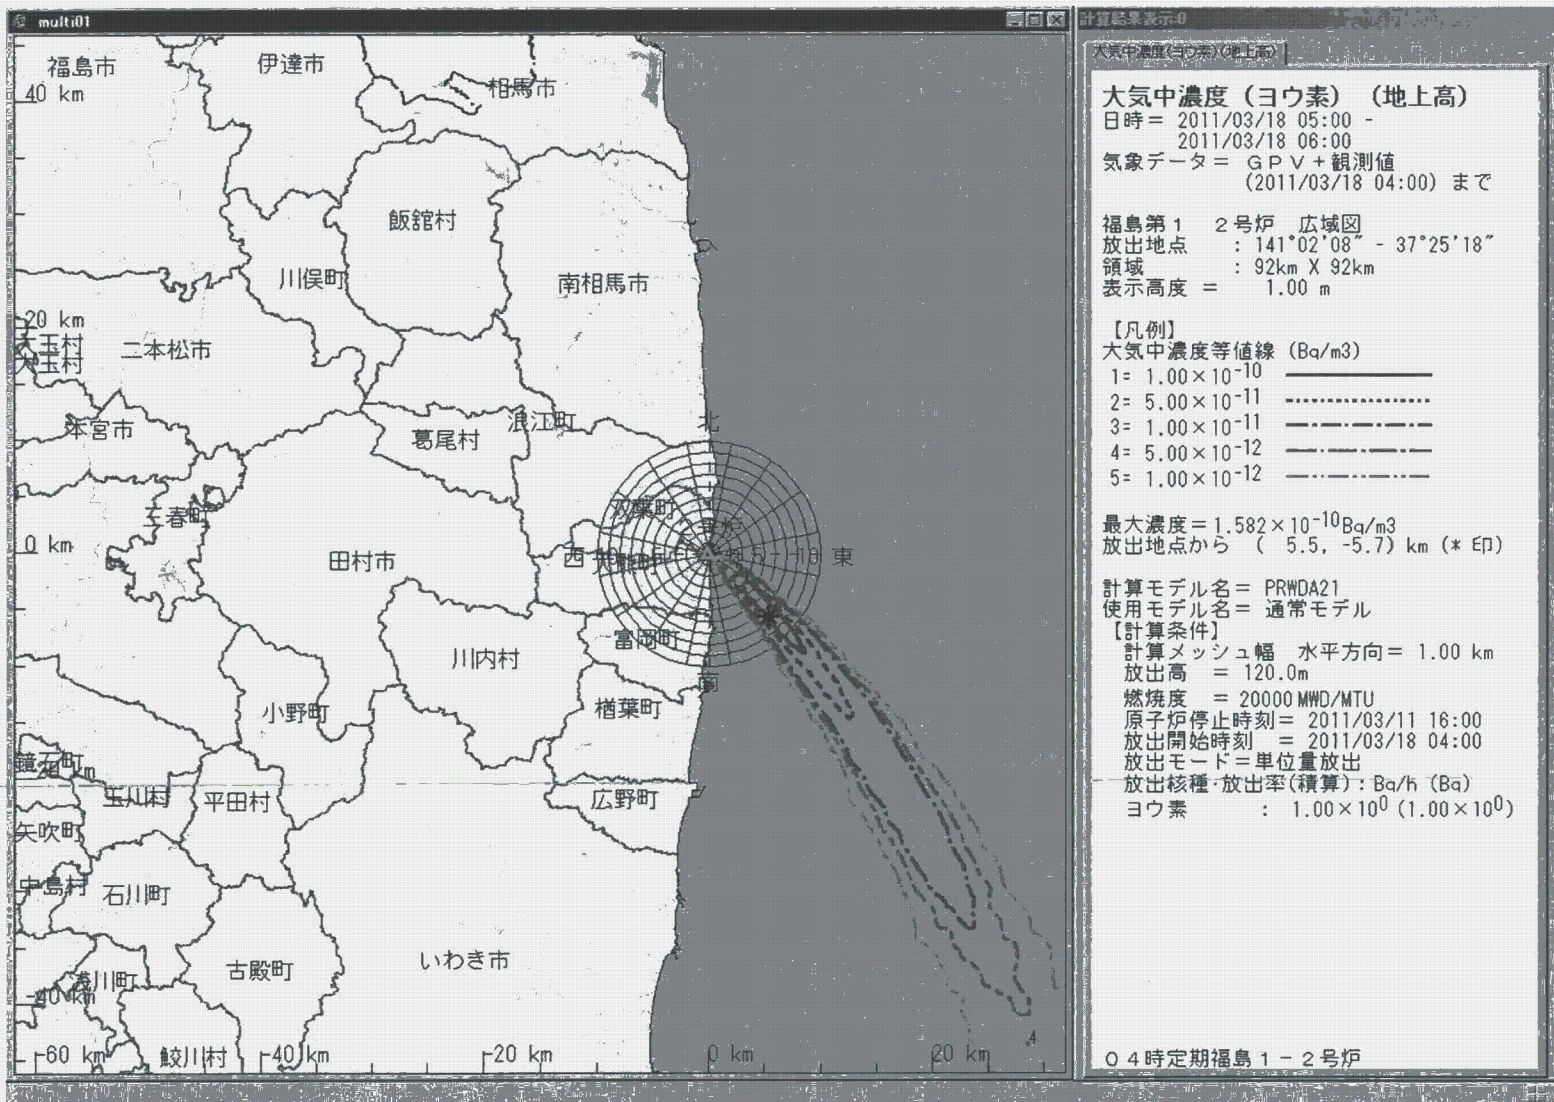 multi01
福島市
伊達市
相馬市
40 km
飯舘村
川俣町
南相馬市
20 km
大玉村
大玉村
二本松市
本宮市
葛尾村
浪江町
北
三春町
双葉町
0 km
田村市
西
東
富岡町
川内村
南
小野町
楢葉町
鏡石町
玉川村
平田村
広野町
矢吹町
中島村
石川町
いわき市
古殿町
浅川町
-40 km
鮫川村
-60 km
-40 km
-20 km
0 km
20 km
4
計算結果表示:0
大気中濃度(ヨウ素)(地上高)
大気中濃度(ヨウ素) (地上高)
日時= 2011/03/18 05:00 -
2011/03/18 06:00
気象データ= GPV+観測値
(2011/03/18 04:00) まで
福島第1 2号炉 広域図
放出地点 : 141°02'08" - 37°25'18"
領域 : 92km X 92km
表示高度 = 1.00 m
【凡例】
大気中濃度等値線 (Bq/m3)
1= 1.00×10⁻¹⁰
2= 5.00×10⁻¹¹
3= 1.00×10⁻¹¹
4= 5.00×10⁻¹²
5= 1.00×10⁻¹²
最大濃度=1.582×10⁻¹⁰Bq/m3
放出地点から ( 5.5, -5.7) km (* 印)
計算モデル名= PRWDA21
使用モデル名= 通常モデル
【計算条件】
計算メッシュ幅 水平方向= 1.00 km
放出高 = 120.0m
燃焼度 = 20000MWD/MTU
原子炉停止時刻= 2011/03/11 16:00
放出開始時刻 = 2011/03/18 04:00
放出モード=単位量放出
放出核種・放出率(積算):Bq/h (Bq)
ヨウ素 : 1.00×10⁰ (1.00×10⁰)
04時定期福島1-2号炉